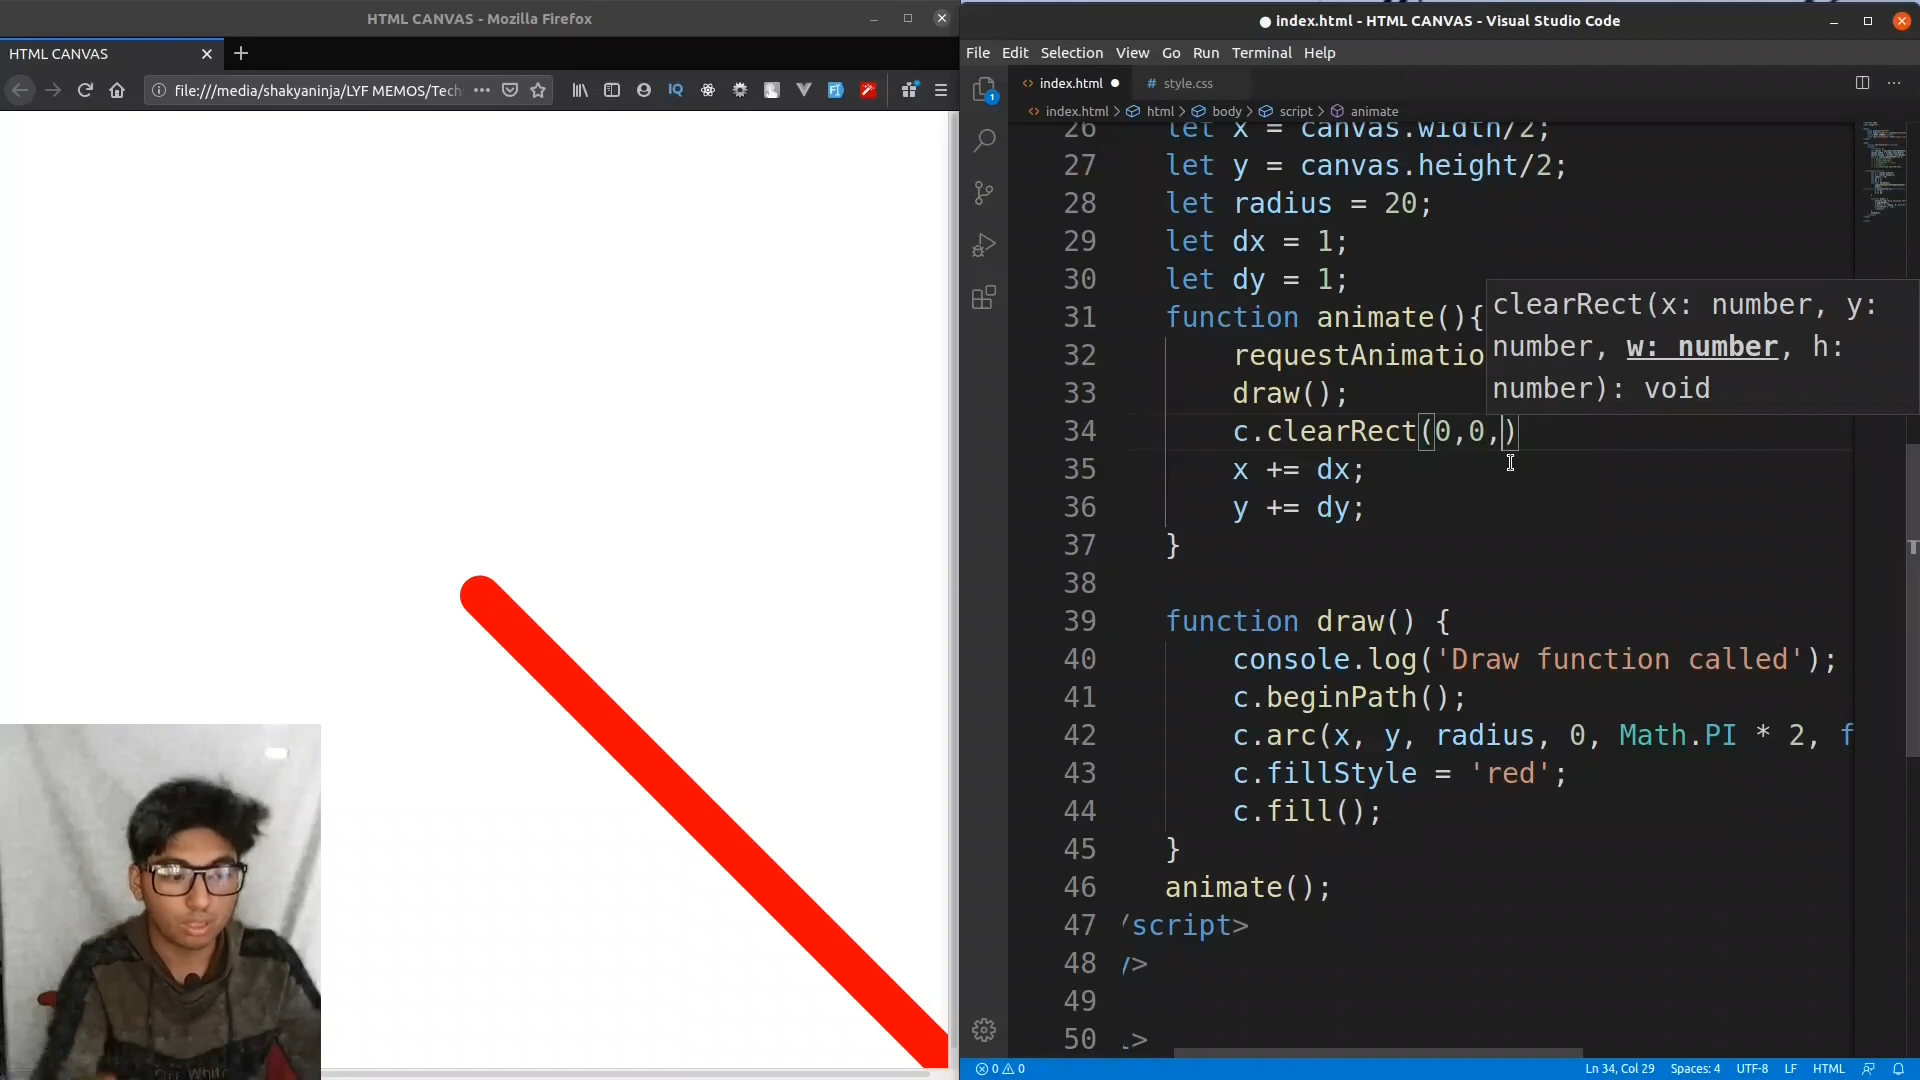 HTML CANVAS - Mozilla Firefox
HTML CANVAS
file:///media/shakyaninja/LYF MEMOS/Tech
IQ
index.html - HTML CANVAS - Visual Studio Code
File Edit Selection View Go Run Terminal Help
1
index.html
# style.css
index.html > html > body > script > animate
26 let x = canvas.width/2;
27 let y = canvas.height/2;
28 let radius = 20;
29 let dx = 1;
30 let dy = 1;
31 function animate(){
32 requestAnimatio
33 draw();
34 c.clearRect(0,0,)
35 x += dx;
36 y += dy;
37 }
38
39 function draw() {
40 console.log('Draw function called');
41 c.beginPath();
42 c.arc(x, y, radius, 0, Math.PI * 2, f
43 c.fillStyle = 'red';
44 c.fill();
45 }
46 animate();
47 /script>
48 y>
49
50 >
clearRect(x: number, y:
number, w: number, h:
number): void
0 0
Ln 34, Col 29 Spaces: 4 UTF-8 LF HTML